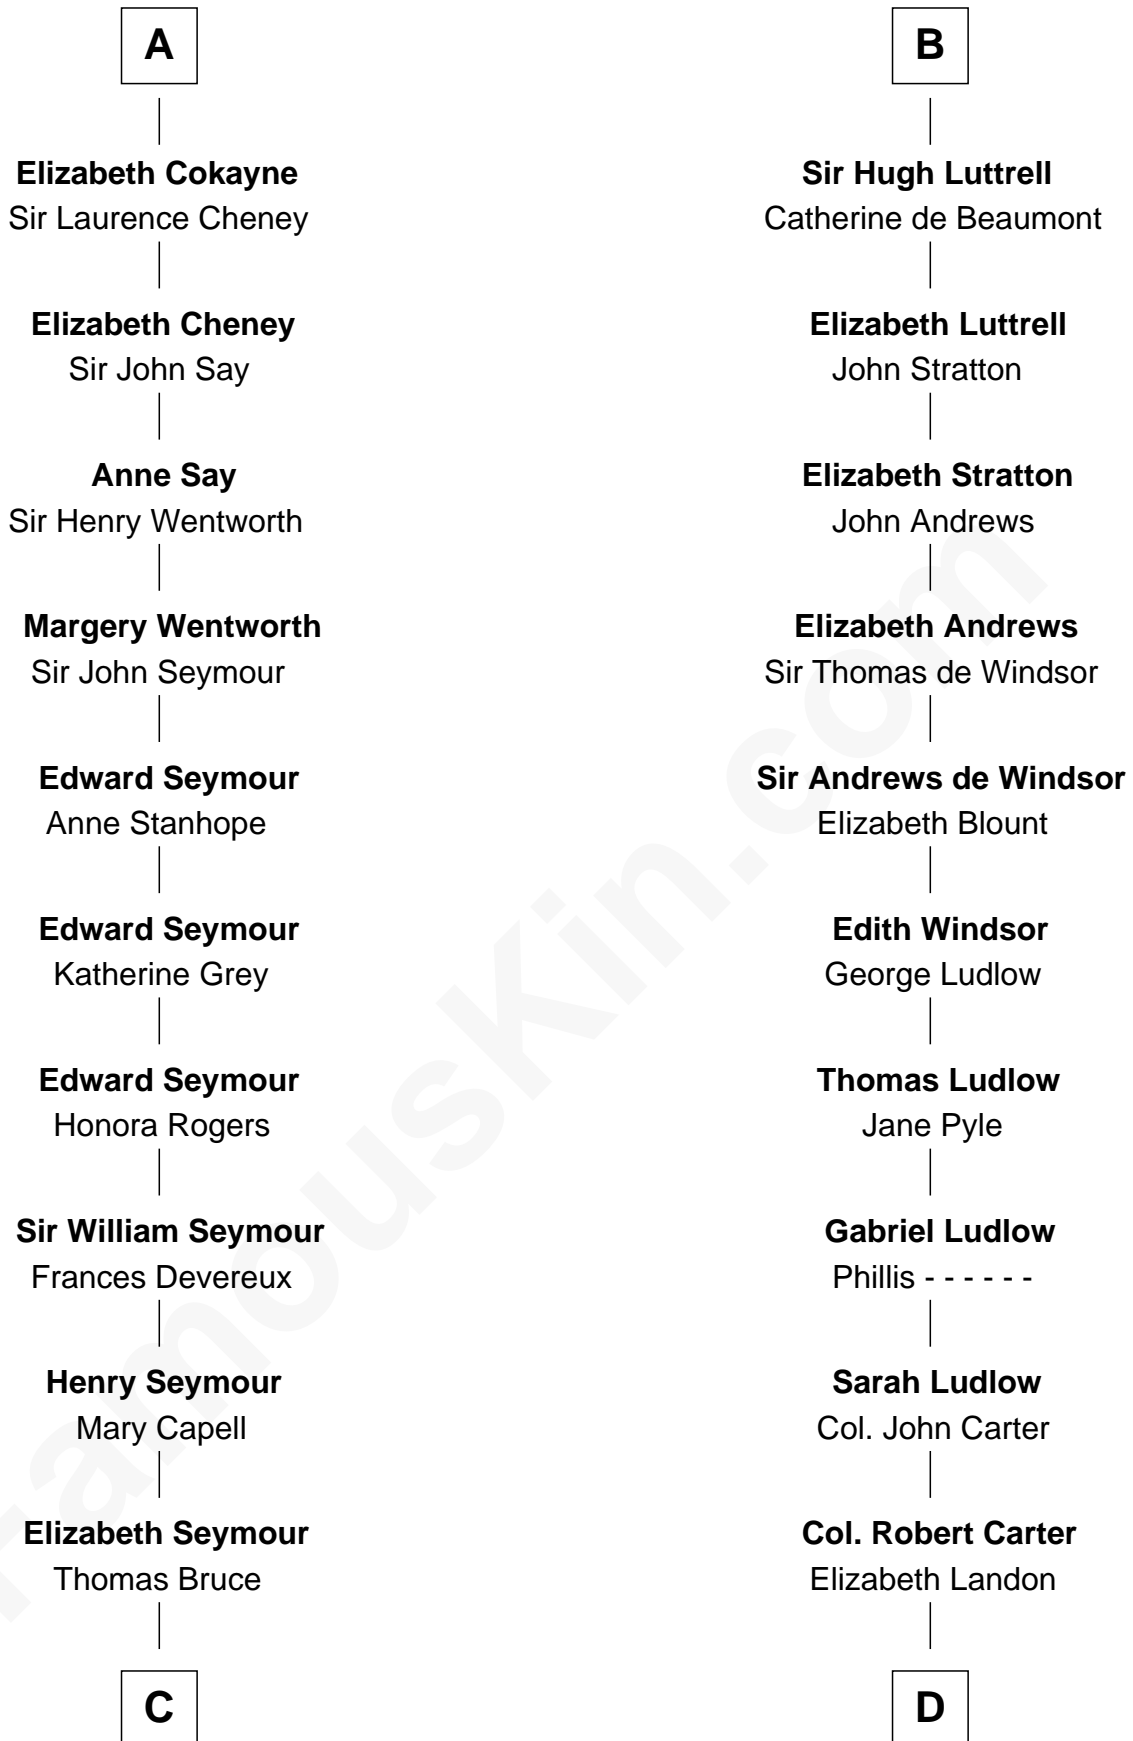 A
Elizabeth Cokayne
Sir Laurence Cheney
Elizabeth Cheney
Sir John Say
Anne Say
Sir Henry Wentworth
Margery Wentworth
Sir John Seymour
Edward Seymour
Anne Stanhope
Edward Seymour
Katherine Grey
Edward Seymour
Honora Rogers
Sir William Seymour
Frances Devereux
Henry Seymour
Mary Capell
Elizabeth Seymour
Thomas Bruce
C
B
Sir Hugh Luttrell
Catherine de Beaumont
Elizabeth Luttrell
John Stratton
Elizabeth Stratton
John Andrews
Elizabeth Andrews
Sir Thomas de Windsor
Sir Andrews de Windsor
Elizabeth Blount
Edith Windsor
George Ludlow
Thomas Ludlow
Jane Pyle
Gabriel Ludlow
Phillis - - - - - -
Sarah Ludlow
Col. John Carter
Col. Robert Carter
Elizabeth Landon
D
FamousKin.com